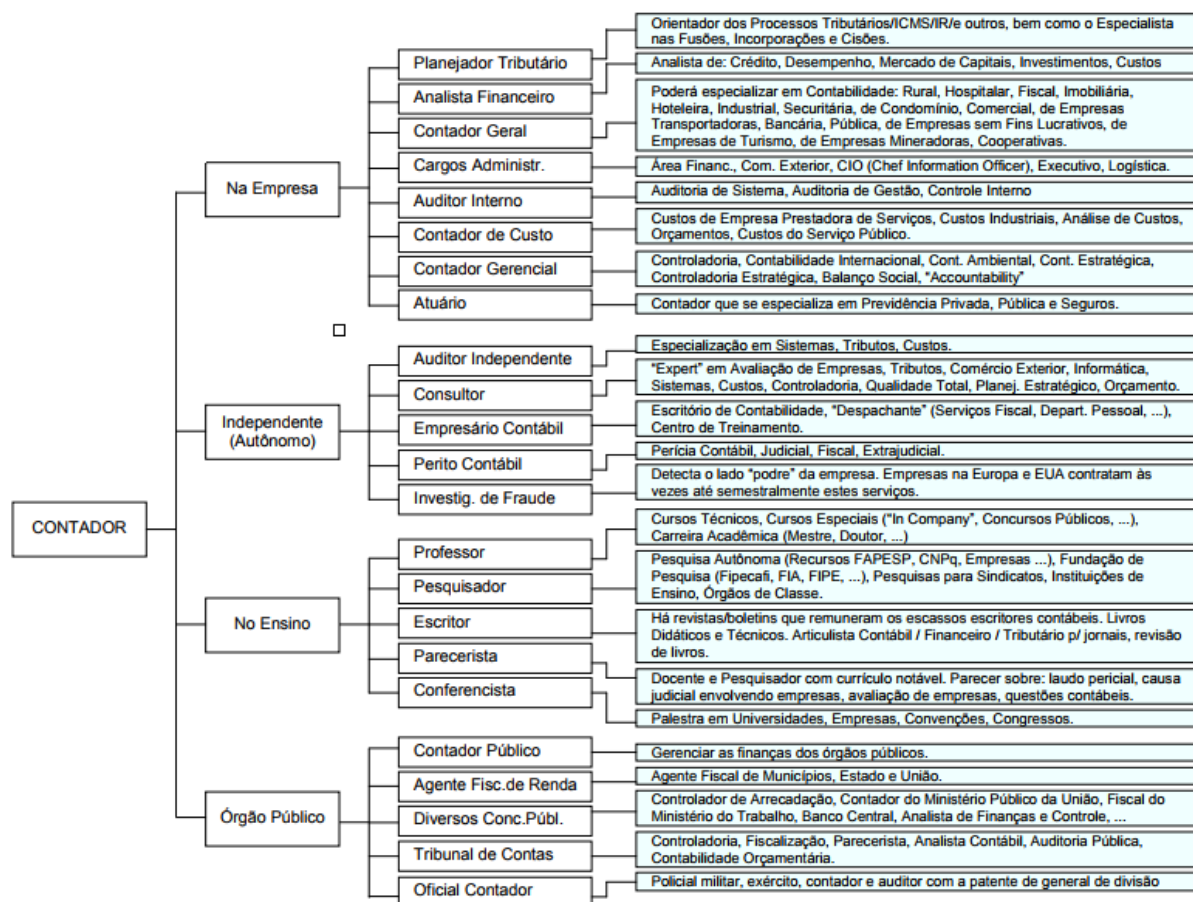 CONTADOR
Na Empresa
Planejador Tributário
Orientador dos Processos Tributários/ICMS/IR/e outros, bem como o Especialista
nas Fusões, Incorporações e Cisões.
Analista Financeiro
Analista de: Crédito, Desempenho, Mercado de Capitais, Investimentos, Custos
Contador Geral
Poderá especializar em Contabilidade: Rural, Hospitalar, Fiscal, Imobiliária,
Hoteleira, Industrial, Securitária, de Condomínio, Comercial, de Empresas
Transportadoras, Bancária, Pública, de Empresas sem Fins Lucrativos, de
Empresas de Turismo, de Empresas Mineradoras, Cooperativas.
Cargos Administr.
Área Financ., Com. Exterior, CIO (Chef Information Officer), Executivo, Logística.
Auditor Interno
Auditoria de Sistema, Auditoria de Gestão, Controle Interno
Contador de Custo
Custos de Empresa Prestadora de Serviços, Custos Industriais, Análise de Custos,
Orçamentos, Custos do Serviço Público.
Contador Gerencial
Controladoria, Contabilidade Internacional, Cont. Ambiental, Cont. Estratégica,
Controladoria Estratégica, Balanço Social, "Accountability"
Atuário
Contador que se especializa em Previdência Privada, Pública e Seguros.
Independente
(Autônomo)
Auditor Independente
Especialização em Sistemas, Tributos, Custos.
Consultor
"Expert" em Avaliação de Empresas, Tributos, Comércio Exterior, Informática,
Sistemas, Custos, Controladoria, Qualidade Total, Planej. Estratégico, Orçamento.
Empresário Contábil
Escritório de Contabilidade, "Despachante" (Serviços Fiscal, Depart. Pessoal, ...),
Centro de Treinamento.
Perito Contábil
Perícia Contábil, Judicial, Fiscal, Extrajudicial.
Investig. de Fraude
Detecta o lado "podre" da empresa. Empresas na Europa e EUA contratam às
vezes até semestralmente estes serviços.
No Ensino
Professor
Cursos Técnicos, Cursos Especiais ("In Company", Concursos Públicos, ...),
Carreira Acadêmica (Mestre, Doutor, ...)
Pesquisador
Pesquisa Autônoma (Recursos FAPESP, CNPq, Empresas ...), Fundação de
Pesquisa (Fipecafi, FIA, FIPE, ...), Pesquisas para Sindicatos, Instituições de
Ensino, Órgãos de Classe.
Escritor
Há revistas/boletins que remuneram os escassos escritores contábeis. Livros
Didáticos e Técnicos. Articulista Contábil / Financeiro / Tributário p/ jornais, revisão
de livros.
Parecerista
Docente e Pesquisador com currículo notável. Parecer sobre: laudo pericial, causa
judicial envolvendo empresas, avaliação de empresas, questões contábeis.
Conferencista
Palestra em Universidades, Empresas, Convenções, Congressos.
Órgão Público
Contador Público
Gerenciar as finanças dos órgãos públicos.
Agente Fisc.de Renda
Agente Fiscal de Municípios, Estado e União.
Diversos Conc.Públ.
Controlador de Arrecadação, Contador do Ministério Público da União, Fiscal do
Ministério do Trabalho, Banco Central, Analista de Finanças e Controle, ...
Tribunal de Contas
Controladoria, Fiscalização, Parecerista, Analista Contábil, Auditoria Pública,
Contabilidade Orçamentária.
Oficial Contador
Policial militar, exército, contador e auditor com a patente de general de divisão